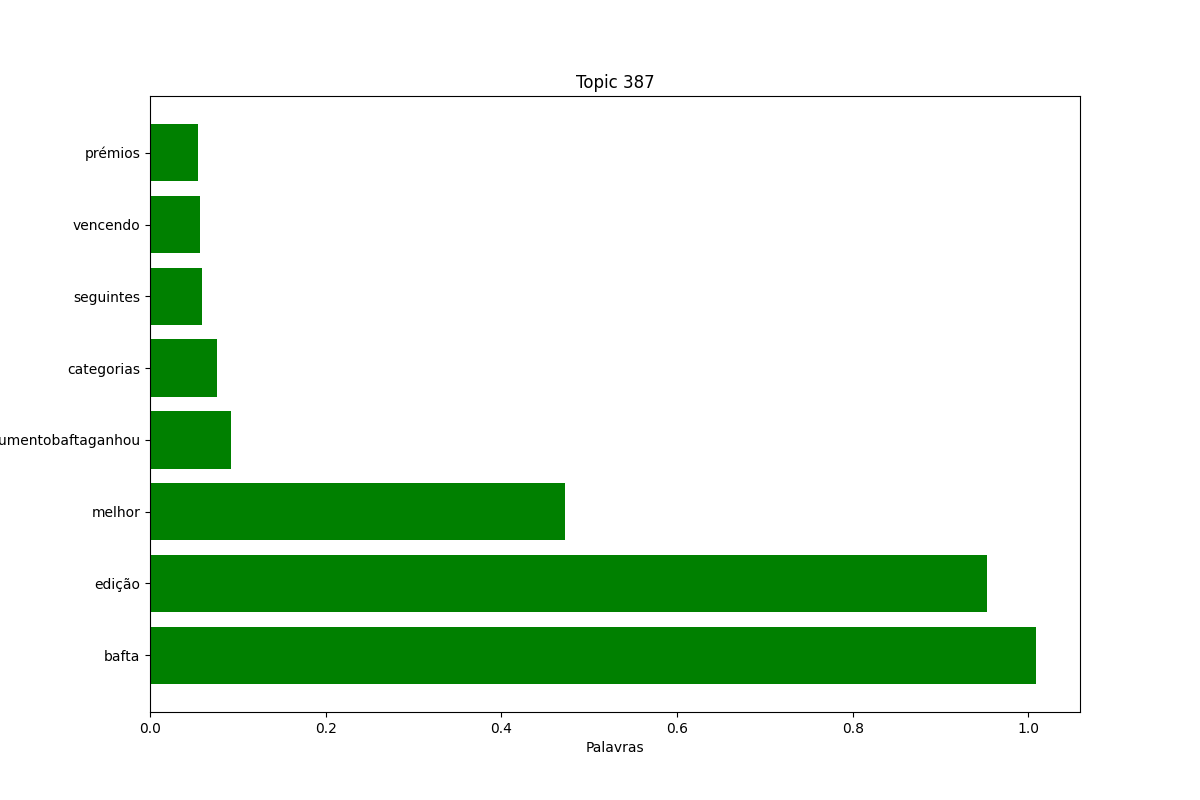 Topic 387
prémios
vencendo
seguintes
categorias
umentobaftaganhou
melhor
edição
bafta
0.0 0.2 0.4 0.6 0.8 1.0
Palavras